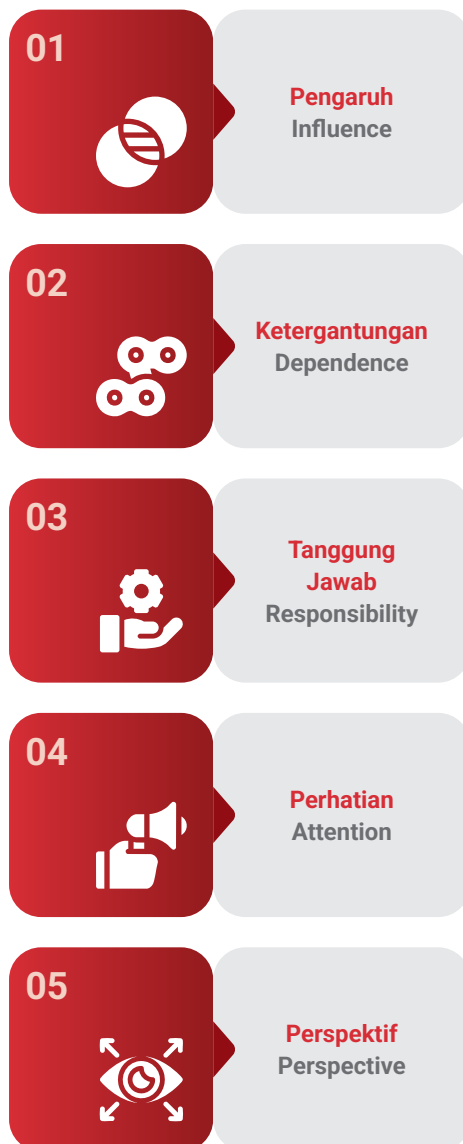 01
Pengaruh
Influence
02
Ketergantungan
Dependence
03
Tanggung
Jawab
Responsibility
04
Perhatian
Attention
05
Perspektif
Perspective